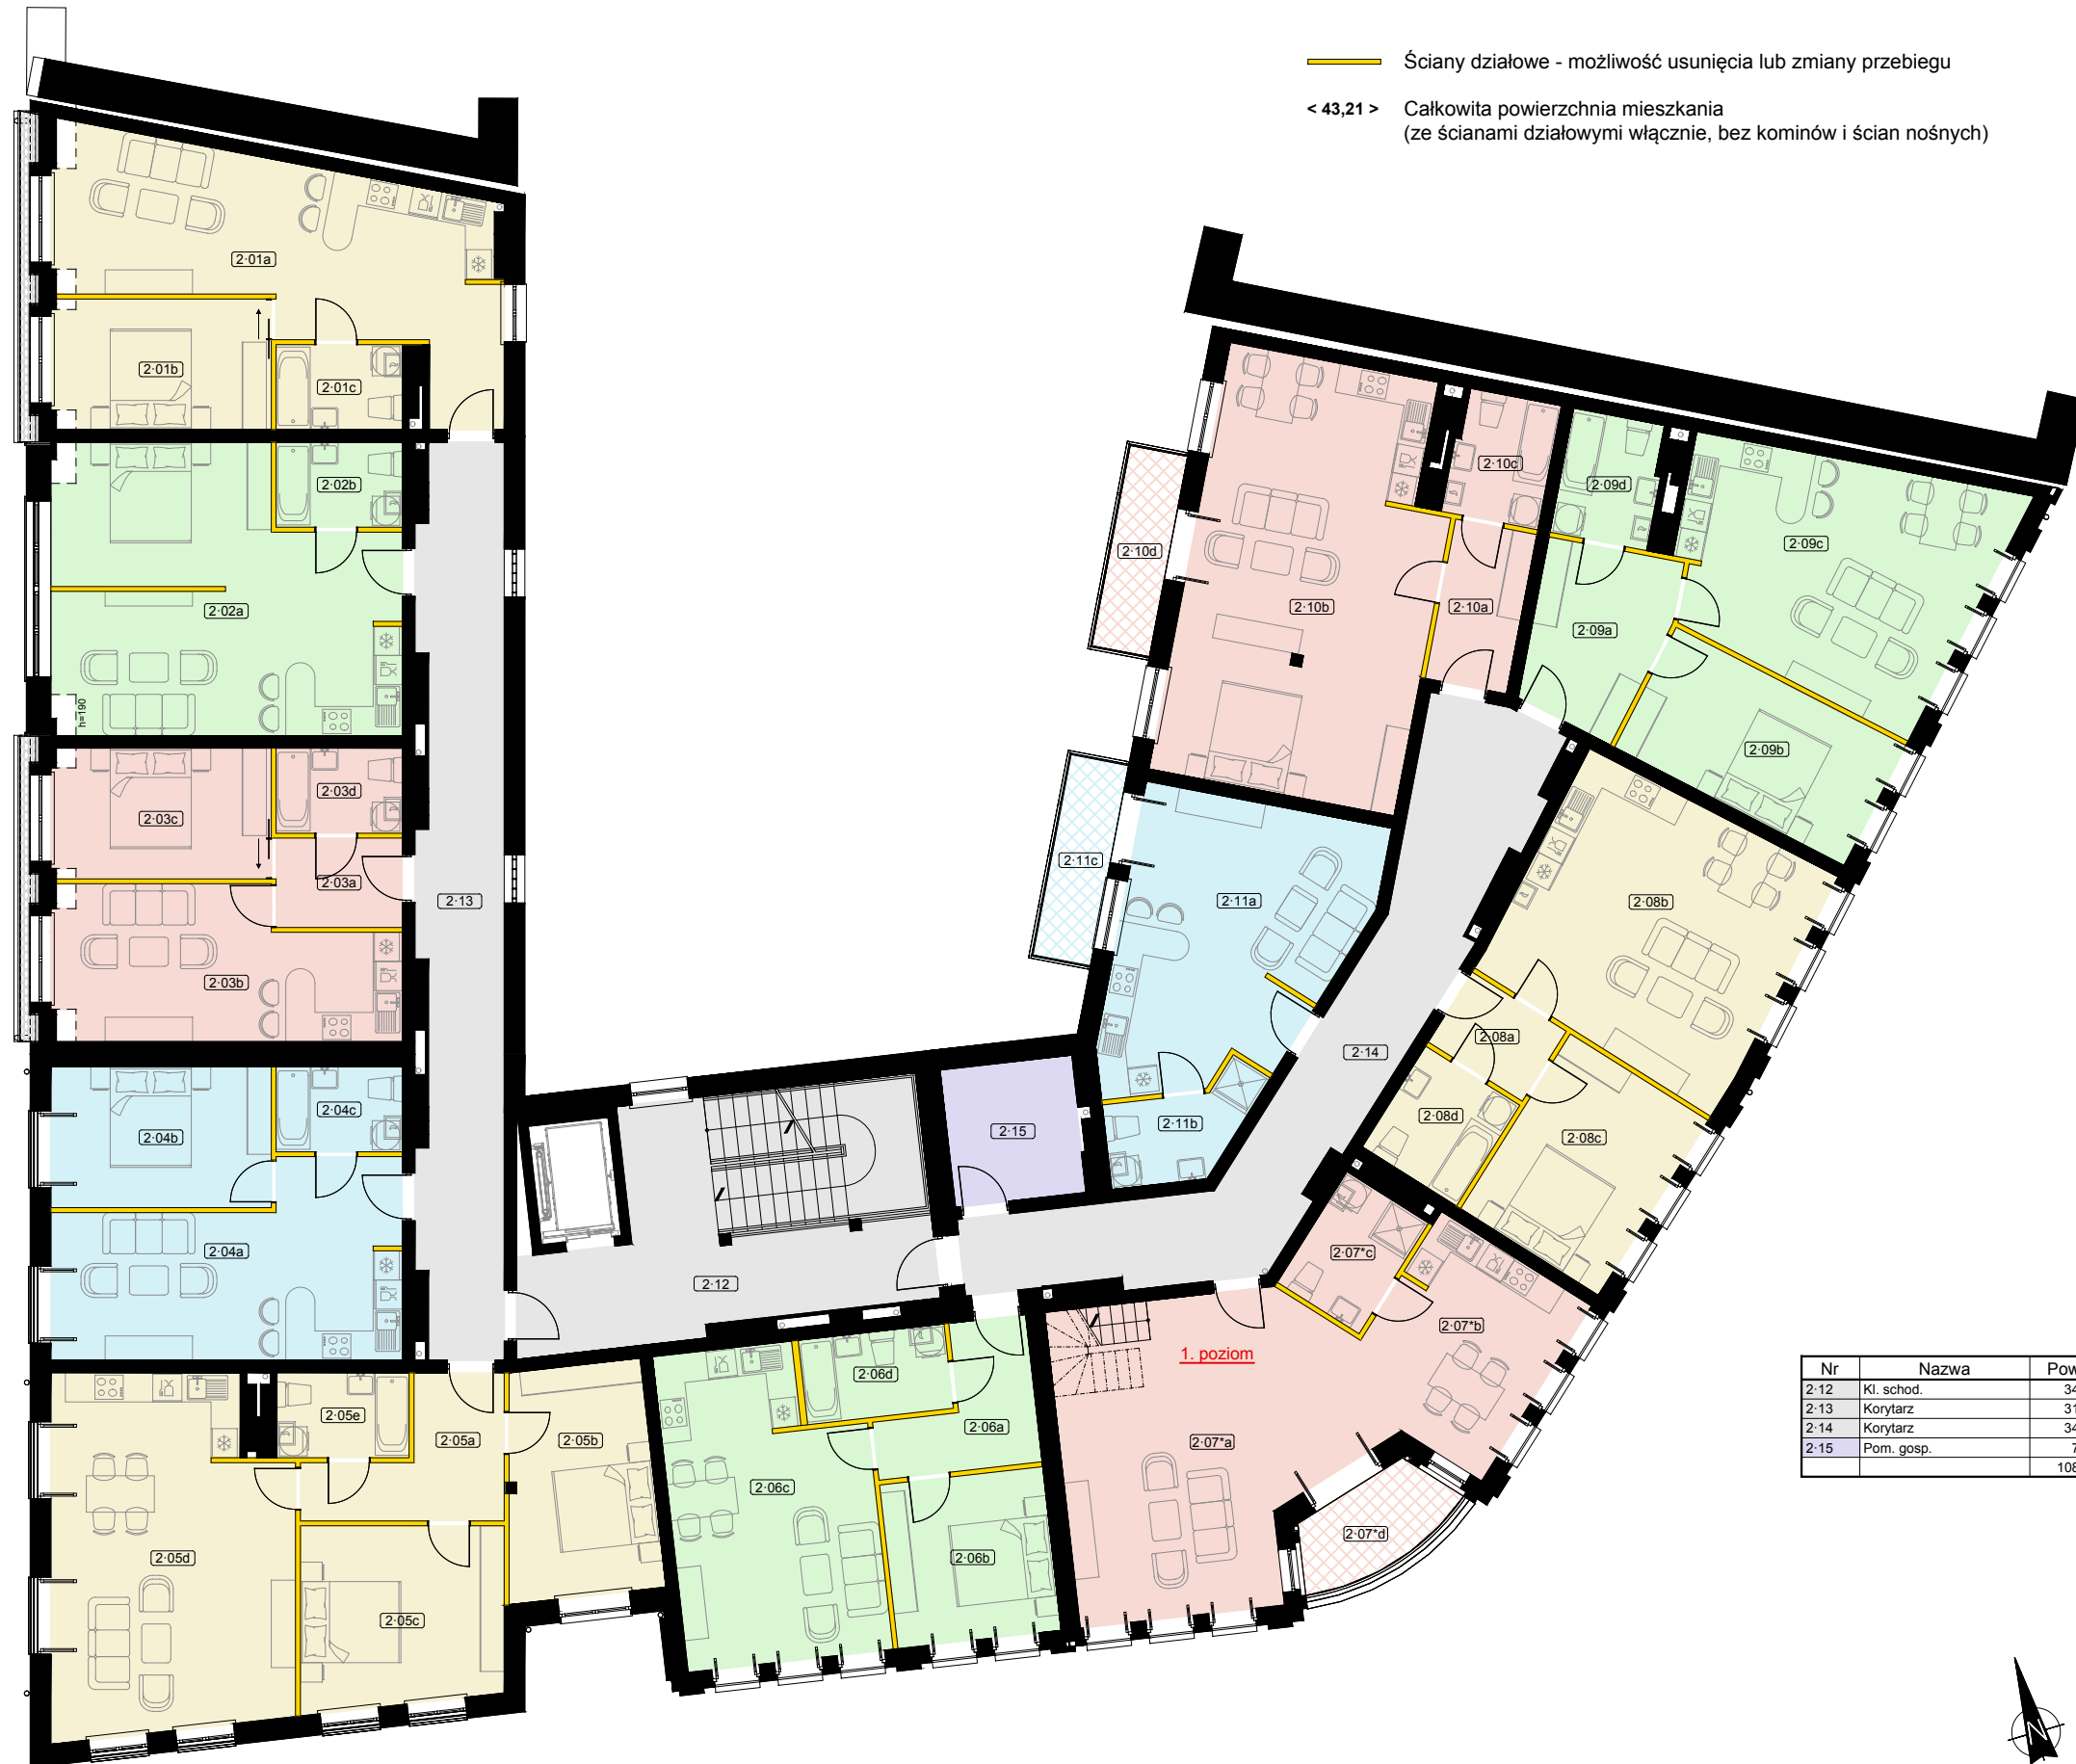 Ściany działowe - możliwość usunięcia lub zmiany przebiegu
< 43,21 > Całkowita powierzchnia mieszkania
(ze ścianami działowymi włącznie, bez kominów i ścian nośnych)
2·01a
2·01b
2·01c
2·02b
2·02a
h=190
2·03d
2·03c
2·03a
2·03b
2·13
2·04c
2·04b
2·04a
2·12
2·15
2·05e
2·05a
2·05b
2·05d
2·05c
2·06d
2·06a
2·06c
2·06b
2·10c
2·10d
2·10b
2·10a
2·09d
2·09c
2·09a
2·09b
2·11c
2·11a
2·11b
2·14
2·08b
2·08a
2·08d
2·08c
2·07*c
2·07*b
1. poziom
2·07*a
2·07*d
Nr Nazwa Pow
2·12 Kl. schod. 34
2·13 Korytarz 31
2·14 Korytarz 34
2·15 Pom. gosp. 7
108
N